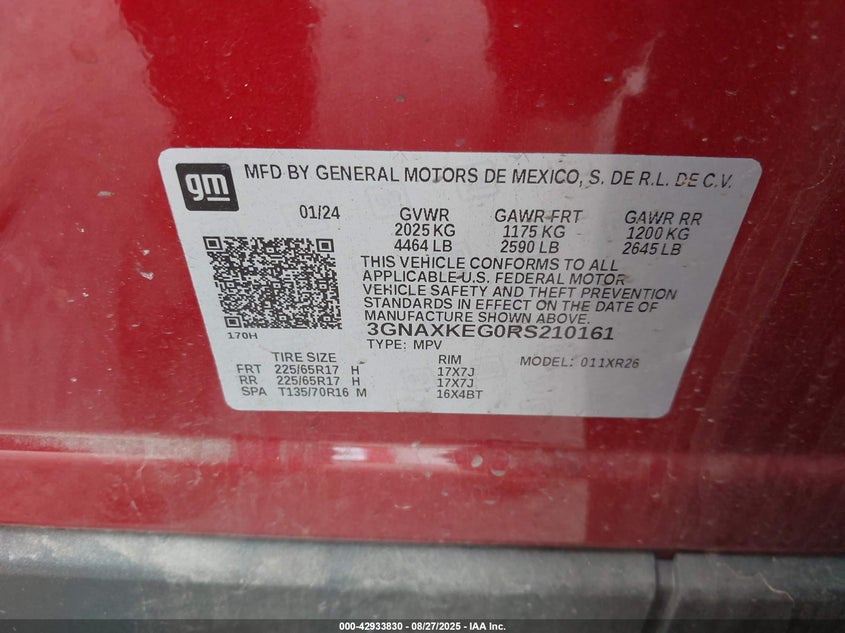 gm MFD BY GENERAL MOTORS DE MEXICO, S. DE R.L. DE C.V.
01/24 GVWR GAWR FRT GAWR RR
2025 KG 1175 KG 1200 KG
4464 LB 2590 LB 2645 LB
THIS VEHICLE CONFORMS TO ALL
APPLICABLE U.S. FEDERAL MOTOR
VEHICLE SAFETY AND THEFT PREVENTION
STANDARDS IN EFFECT ON THE DATE OF
MANUFACTURE SHOWN ABOVE.
170H 3GNAXKEG0RS210161
TYPE: MPV
TIRE SIZE RIM MODEL: 011XR26
FRT 225/65R17 H 17X7J
RR 225/65R17 H 17X7J
SPA T135/70R16 M 16X4BT
000-42933830 - 08/27/2025 - IAA Inc.